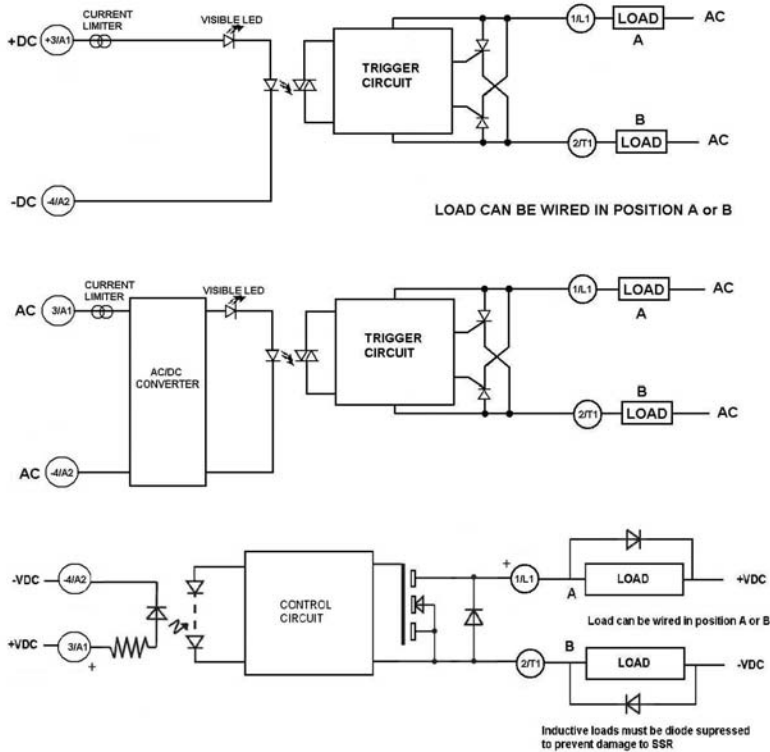 CURRENT
LIMITER
VISIBLE LED
+DC
+3/A1
-DC
-4/A2
TRIGGER
CIRCUIT
1/L1
LOAD
AC
A
B
2/T1
LOAD
AC
LOAD CAN BE WIRED IN POSITION A or B
CURRENT
LIMITER
VISIBLE LED
AC
3/A1
AC/DC
CONVERTER
AC
-4/A2
TRIGGER
CIRCUIT
1/L1
LOAD
AC
A
B
2/T1
LOAD
AC
-VDC
-4/A2
+VDC
3/A1
+
CONTROL
CIRCUIT
+
1/L1
A
LOAD
+VDC
Load can be wired in position A or B
B
2/T1
LOAD
-VDC
Inductive loads must be diode supressed
to prevent damage to SSR